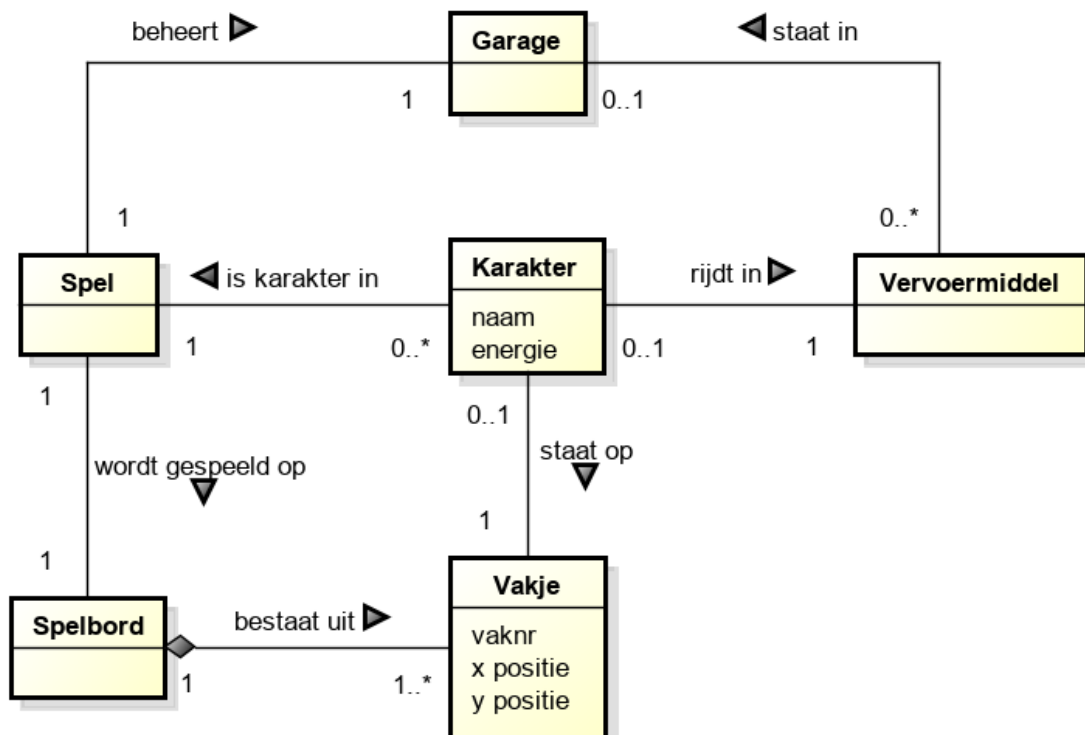 beheert
Garage
staat in
1
0..1
1
0..*
Spel
is karakter in
Karakter
rijdt in
Vervoermiddel
naam
energie
1
0..*
0..1
1
1
0..1
staat op
wordt gespeeld op
1
1
Vakje
Spelbord
bestaat uit
vaknr
x positie
y positie
1
1..*